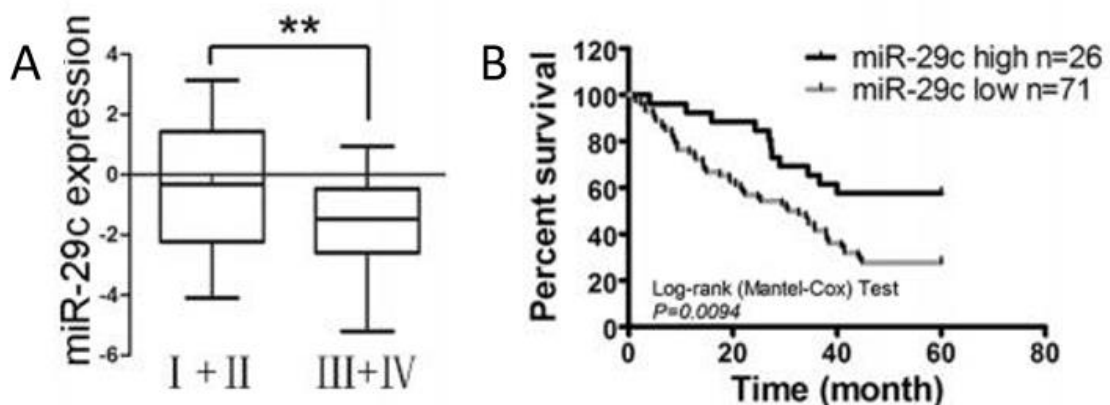 A
miR-29c expression
4
2
0
-2
-4
-6
**
I + II
III+IV
B
Percent survival
120
100
80
60
40
20
0
miR-29c high n=26
miR-29c low n=71
Log-rank (Mantel-Cox) Test
P=0.0094
0 20 40 60 80
Time (month)